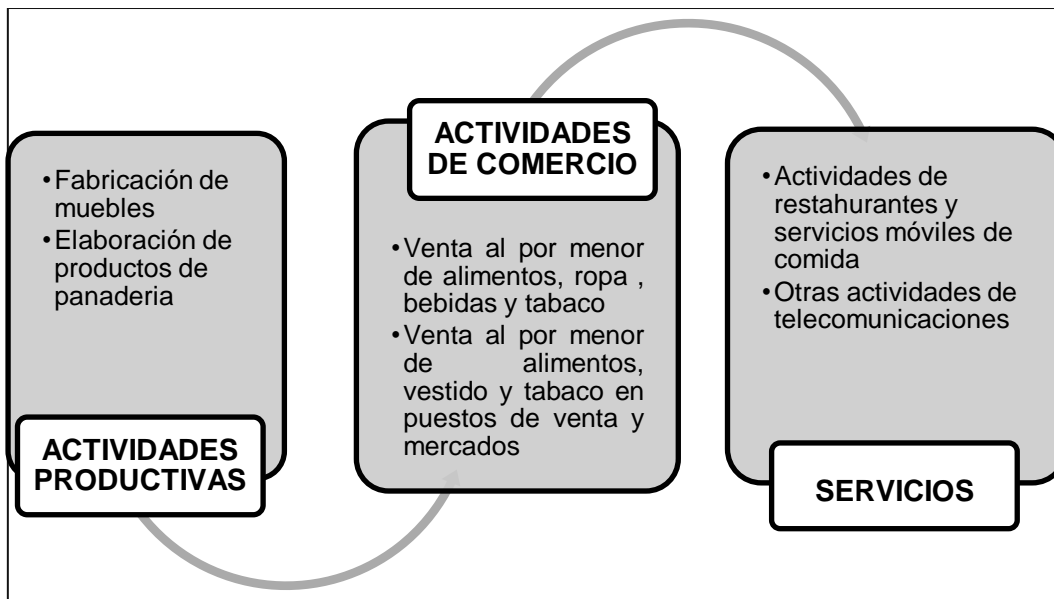 •Fabricación de
muebles
•Elaboración de
productos de
panaderia
ACTIVIDADES
PRODUCTIVAS
ACTIVIDADES
DE COMERCIO
•Venta al por menor
de alimentos, ropa ,
bebidas y tabaco
•Venta al por menor
de alimentos,
vestido y tabaco en
puestos de venta y
mercados
•Actividades de
restahurantes y
servicios móviles de
comida
•Otras actividades de
telecomunicaciones
SERVICIOS